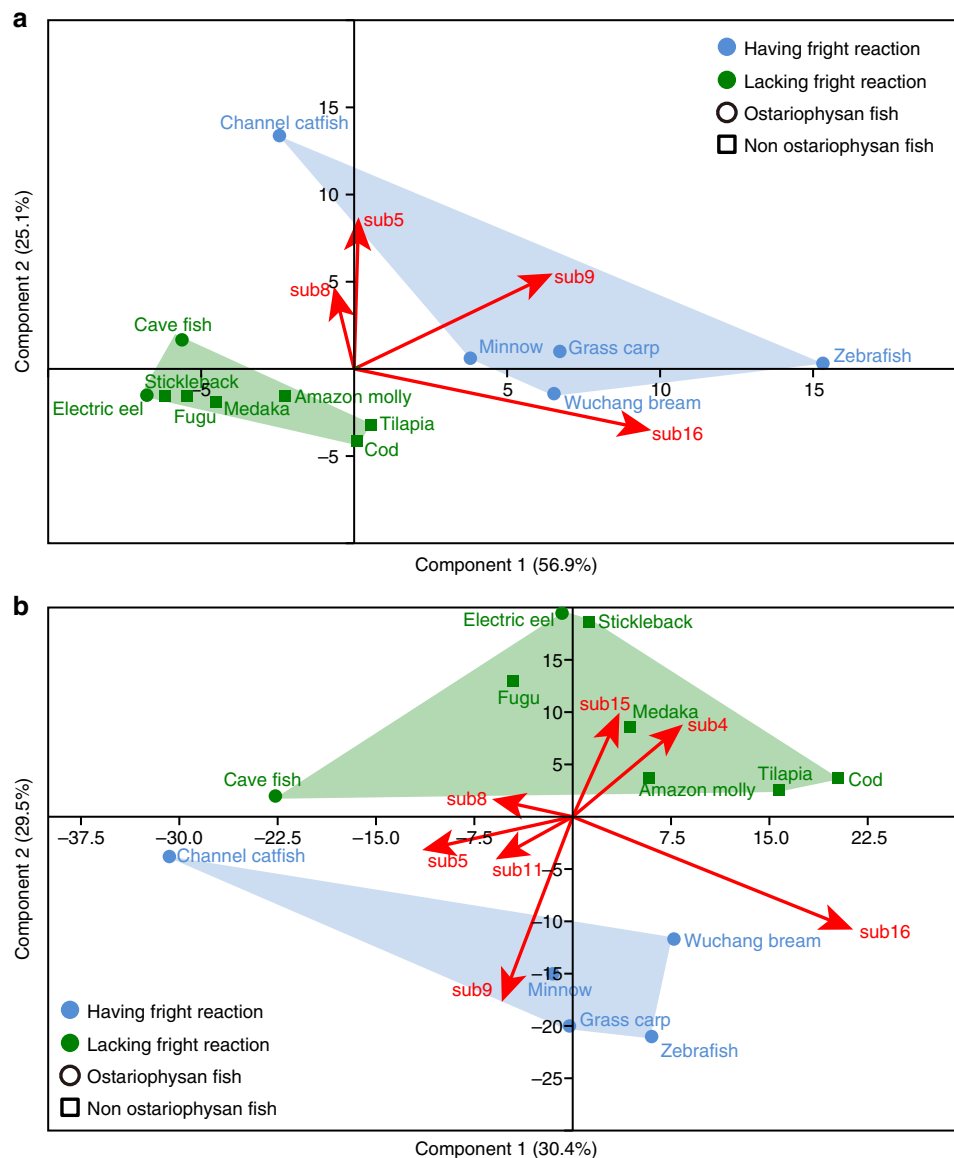 a
Having fright reaction
Lacking fright reaction
Ostariophysan fish
Non ostariophysan fish
15
Channel catfish
10
sub5
5
sub9
sub8
Cave fish
Minnow
Grass carp
Zebrafish
Stickleback
–5
5
10
15
Electric eel
Fugu
Medaka
Amazon molly
Wuchang bream
Tilapia
sub16
Cod
–5
Component 2 (25.1%)
Component 1 (56.9%)
b
Electric eel
Stickleback
15
Fugu
sub15
Medaka
10
sub4
5
Cave fish
Tilapia
Cod
sub8
Amazon molly
–37.5
–30.0
–22.5
–15.0
–7.5
7.5
15.0
22.5
Channel catfish
sub5
sub11
–5
–10
sub16
Wuchang bream
–15
sub9
Minnow
–20
Grass carp
Zebrafish
–25
Having fright reaction
Lacking fright reaction
Ostariophysan fish
Non ostariophysan fish
Component 2 (29.5%)
Component 1 (30.4%)